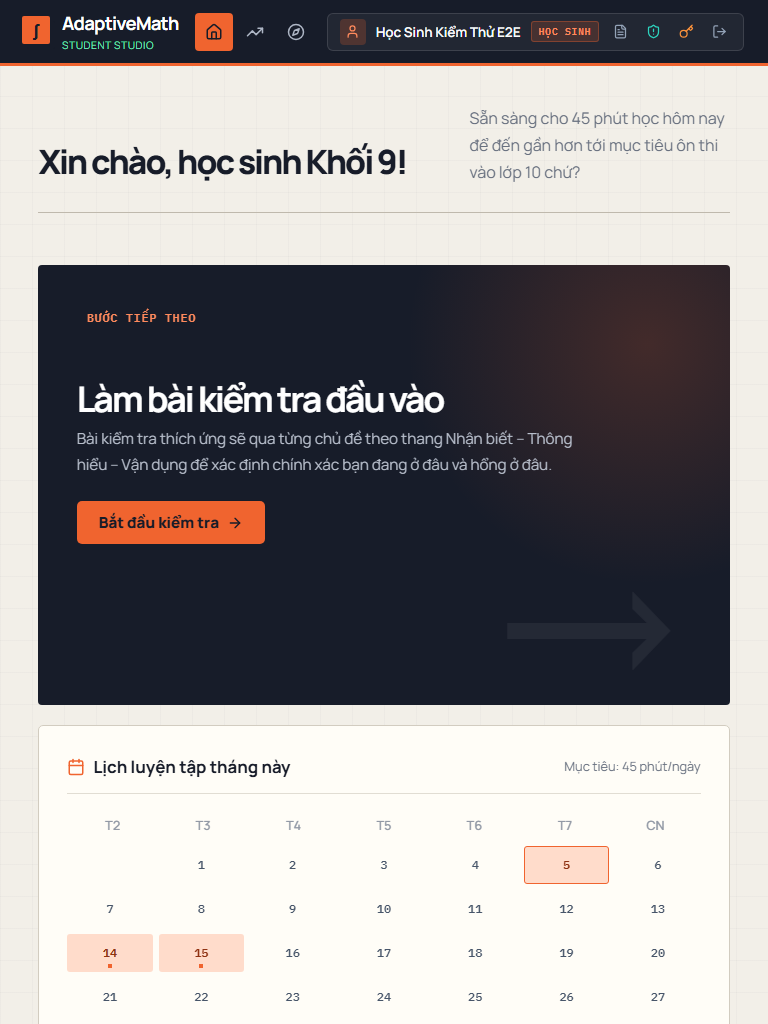 ∫
AdaptiveMath
STUDENT STUDIO
Học Sinh Kiểm Thử E2E
HỌC SINH
Xin chào, học sinh Khối 9!
Sẵn sàng cho 45 phút học hôm nay
để đến gần hơn tới mục tiêu ôn thi
vào lớp 10 chứ?
BƯỚC TIẾP THEO
Làm bài kiểm tra đầu vào
Bài kiểm tra thích ứng sẽ qua từng chủ đề theo thang Nhận biết – Thông
hiểu – Vận dụng để xác định chính xác bạn đang ở đâu và hổng ở đâu.
Bắt đầu kiểm tra →
Lịch luyện tập tháng này
Mục tiêu: 45 phút/ngày
T2 T3 T4 T5 T6 T7 CN
1 2 3 4 5 6
7 8 9 10 11 12 13
14 15 16 17 18 19 20
21 22 23 24 25 26 27